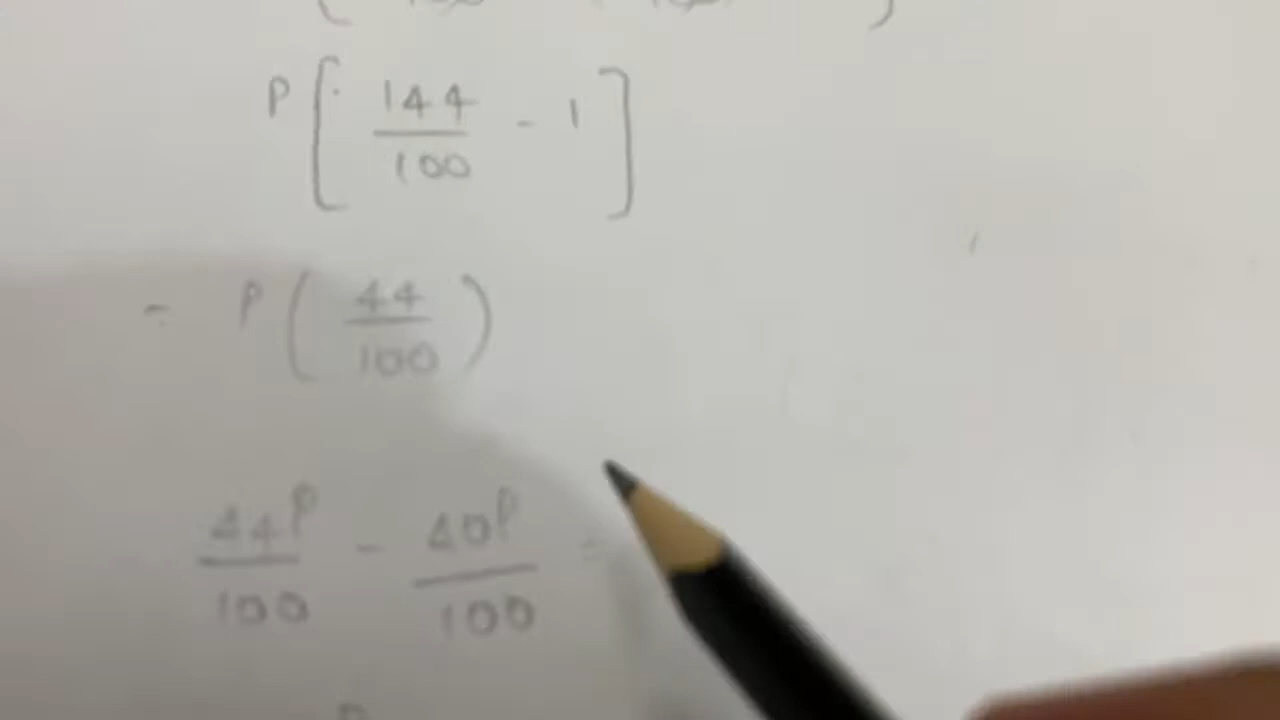 P [ 144/100 - 1 ]
- P ( 44/100 )
44P/100 - 40P/100 =